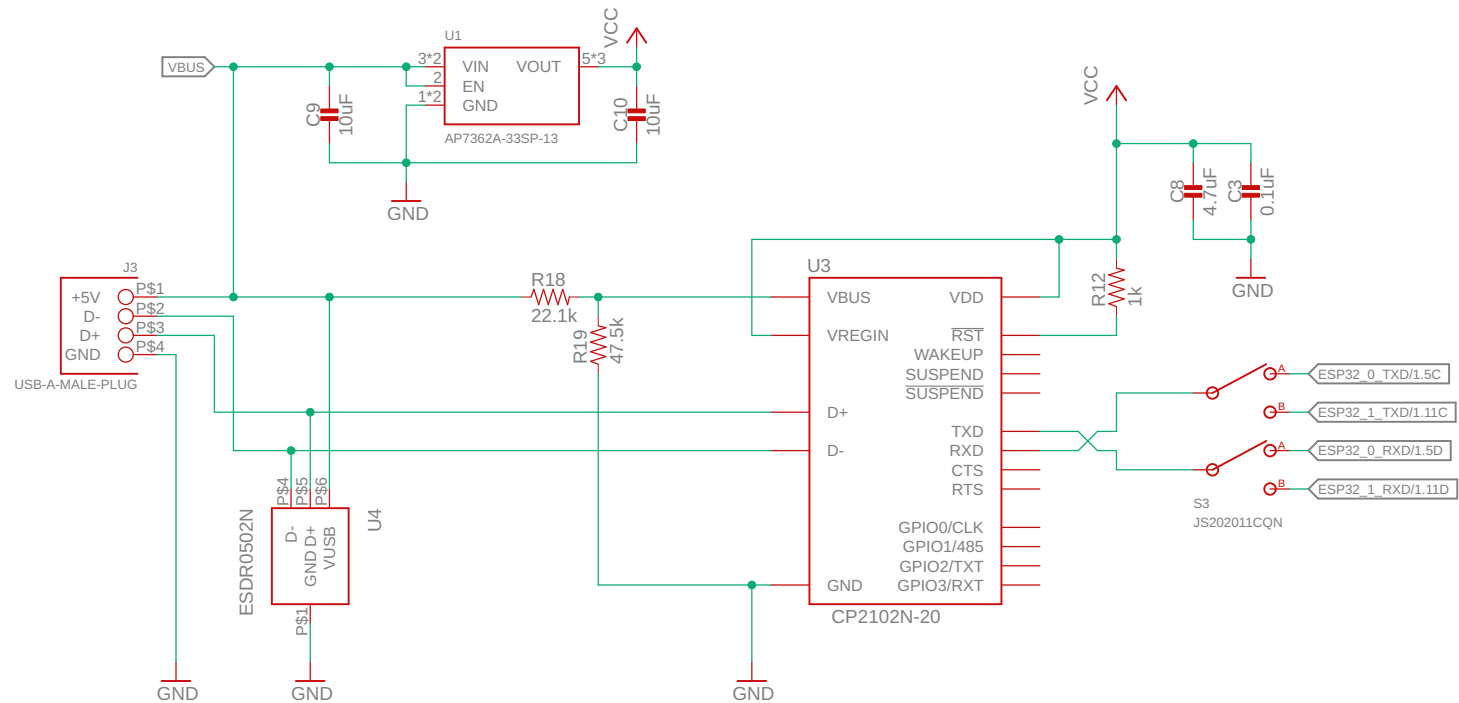 U1
VCC
VBUS
3*2
VIN
VOUT
5*3
2
EN
1*2
GND
C9
10uF
C10
10uF
AP7362A-33SP-13
GND
VCC
C8
4.7uF
C3
0.1uF
GND
J3
+5V
P$1
D-
P$2
D+
P$3
GND
P$4
USB-A-MALE-PLUG
R18
22.1k
R19
47.5k
U3
VBUS
VDD
VREGIN
RST
WAKEUP
SUSPEND
SUSPEND
D+
TXD
D-
RXD
CTS
RTS
GPIO0/CLK
GPIO1/485
GPIO2/TXT
GND
GPIO3/RXT
CP2102N-20
R12
1k
A
ESP32_0_TXD/1.5C
B
ESP32_1_TXD/1.11C
A
ESP32_0_RXD/1.5D
B
ESP32_1_RXD/1.11D
S3
JS202011CQN
P$4
P$5
P$6
ESDR0502N
D-
GND D+
VUSB
U4
P$1
GND
GND
GND